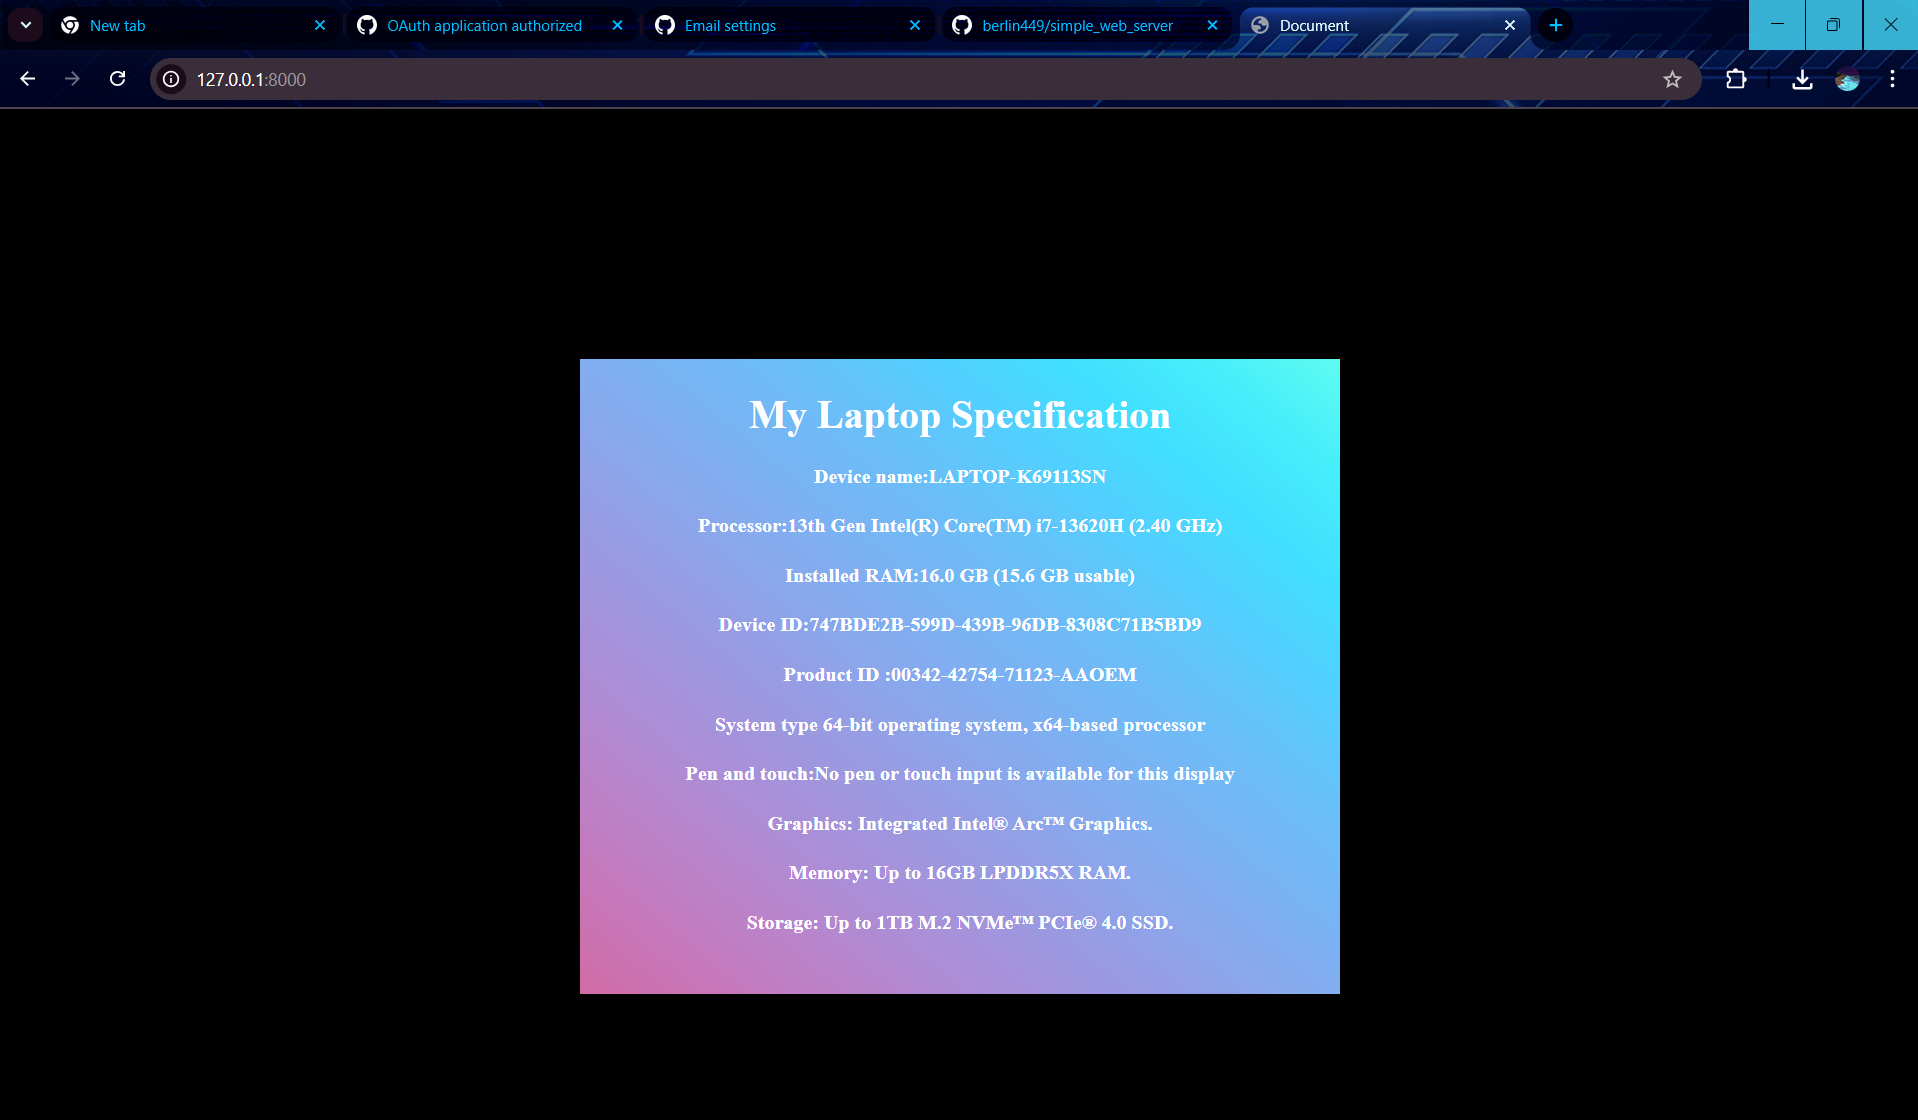 New tab
OAuth application authorized
Email settings
berlin449/simple_web_server
Document
127.0.0.1:8000
My Laptop Specification
Device name:LAPTOP-K69113SN
Processor:13th Gen Intel(R) Core(TM) i7-13620H (2.40 GHz)
Installed RAM:16.0 GB (15.6 GB usable)
Device ID:747BDE2B-599D-439B-96DB-8308C71B5BD9
Product ID :00342-42754-71123-AAOEM
System type 64-bit operating system, x64-based processor
Pen and touch:No pen or touch input is available for this display
Graphics: Integrated Intel® Arc™ Graphics.
Memory: Up to 16GB LPDDR5X RAM.
Storage: Up to 1TB M.2 NVMe™ PCIe® 4.0 SSD.